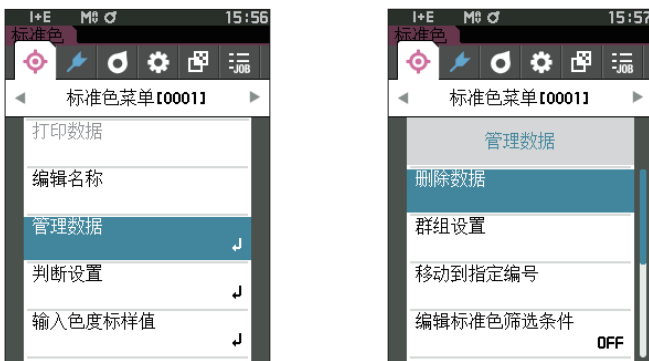 I+E M 15:56
标准色
-JOB
标准色菜单[0001]
打印数据
编辑名称
管理数据
判断设置
输入色度标样值
I+E M 15:57
标准色
-JOB
标准色菜单[0001]
管理数据
删除数据
群组设置
移动到指定编号
编辑标准色筛选条件
OFF